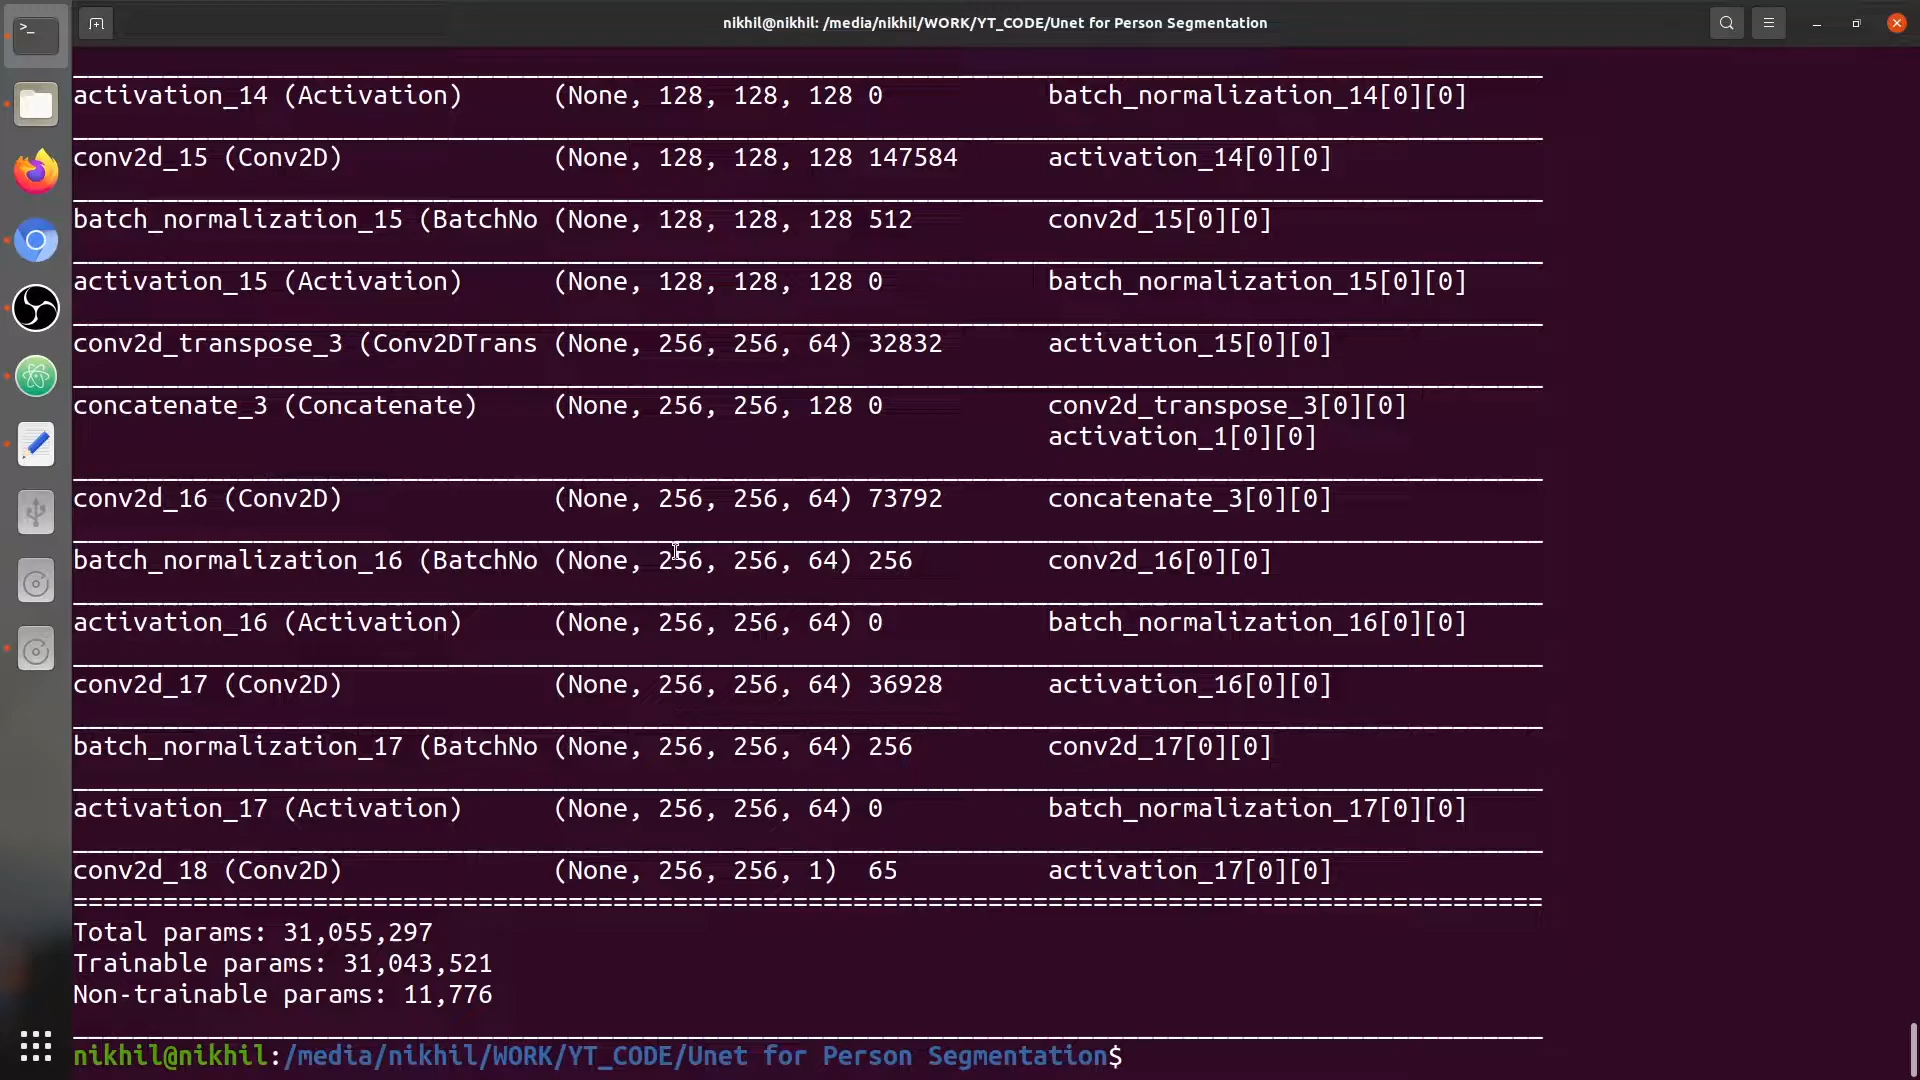 nikhil@nikhil: /media/nikhil/WORK/YT_CODE/Unet for Person Segmentation
activation_14 (Activation) (None, 128, 128, 128 0 batch_normalization_14[0][0]
conv2d_15 (Conv2D) (None, 128, 128, 128 147584 activation_14[0][0]
batch_normalization_15 (BatchNo (None, 128, 128, 128 512 conv2d_15[0][0]
activation_15 (Activation) (None, 128, 128, 128 0 batch_normalization_15[0][0]
conv2d_transpose_3 (Conv2DTrans (None, 256, 256, 64) 32832 activation_15[0][0]
concatenate_3 (Concatenate) (None, 256, 256, 128 0 conv2d_transpose_3[0][0]
activation_1[0][0]
conv2d_16 (Conv2D) (None, 256, 256, 64) 73792 concatenate_3[0][0]
batch_normalization_16 (BatchNo (None, 256, 256, 64) 256 conv2d_16[0][0]
activation_16 (Activation) (None, 256, 256, 64) 0 batch_normalization_16[0][0]
conv2d_17 (Conv2D) (None, 256, 256, 64) 36928 activation_16[0][0]
batch_normalization_17 (BatchNo (None, 256, 256, 64) 256 conv2d_17[0][0]
activation_17 (Activation) (None, 256, 256, 64) 0 batch_normalization_17[0][0]
conv2d_18 (Conv2D) (None, 256, 256, 1) 65 activation_17[0][0]
Total params: 31,055,297
Trainable params: 31,043,521
Non-trainable params: 11,776
nikhil@nikhil:/media/nikhil/WORK/YT_CODE/Unet for Person Segmentation$